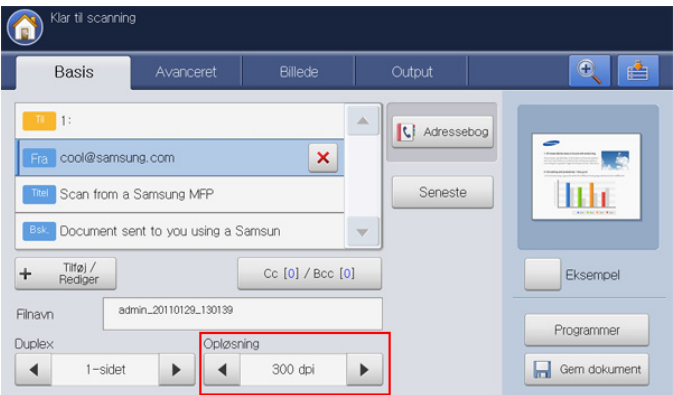 Klar til scanning
Basis
Avanceret
Billede
Output
Til 1:
Fra cool@samsung.com
Titel Scan from a Samsung MFP
Bsk. Document sent to you using a Samsun
Adressebog
Seneste
+ Tilføj /
Rediger
Cc [0] / Bcc [0]
Eksempel
Filnavn admin_20110129_130139
Duplex
1-sidet
Opløsning
300 dpi
Programmer
Gem dokument